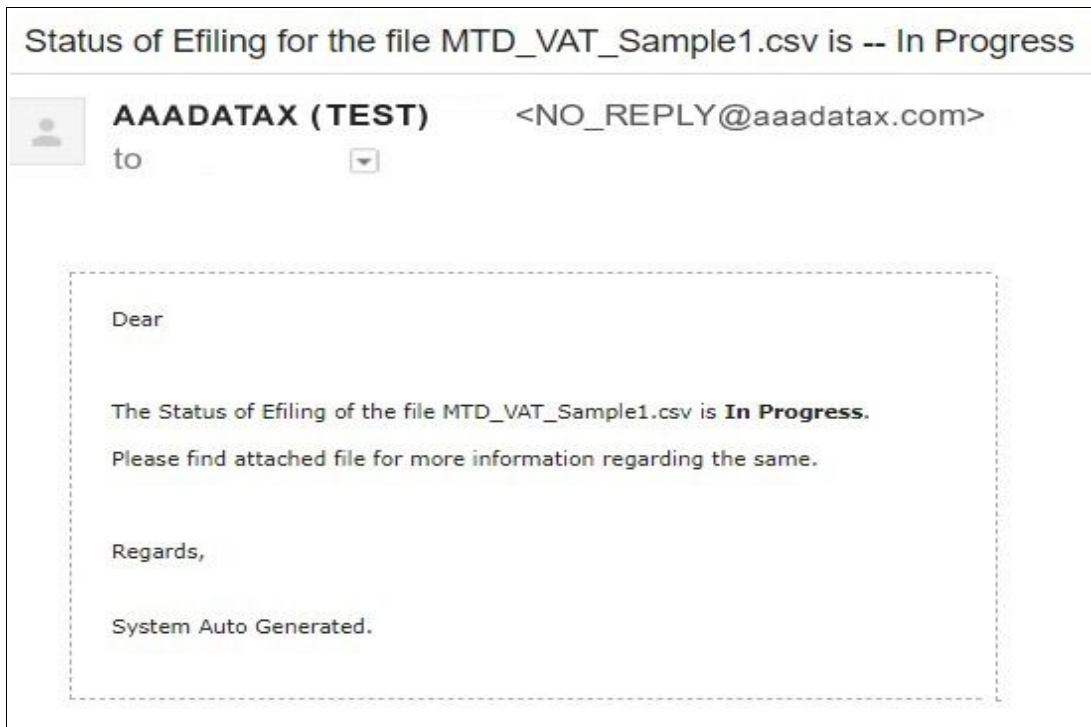 Status of Efiling for the file MTD_VAT_Sample1.csv is -- In Progress
AAADATAX (TEST) <NO_REPLY@aaadatax.com>
to
Dear
The Status of Efiling of the file MTD_VAT_Sample1.csv is In Progress.
Please find attached file for more information regarding the same.
Regards,
System Auto Generated.